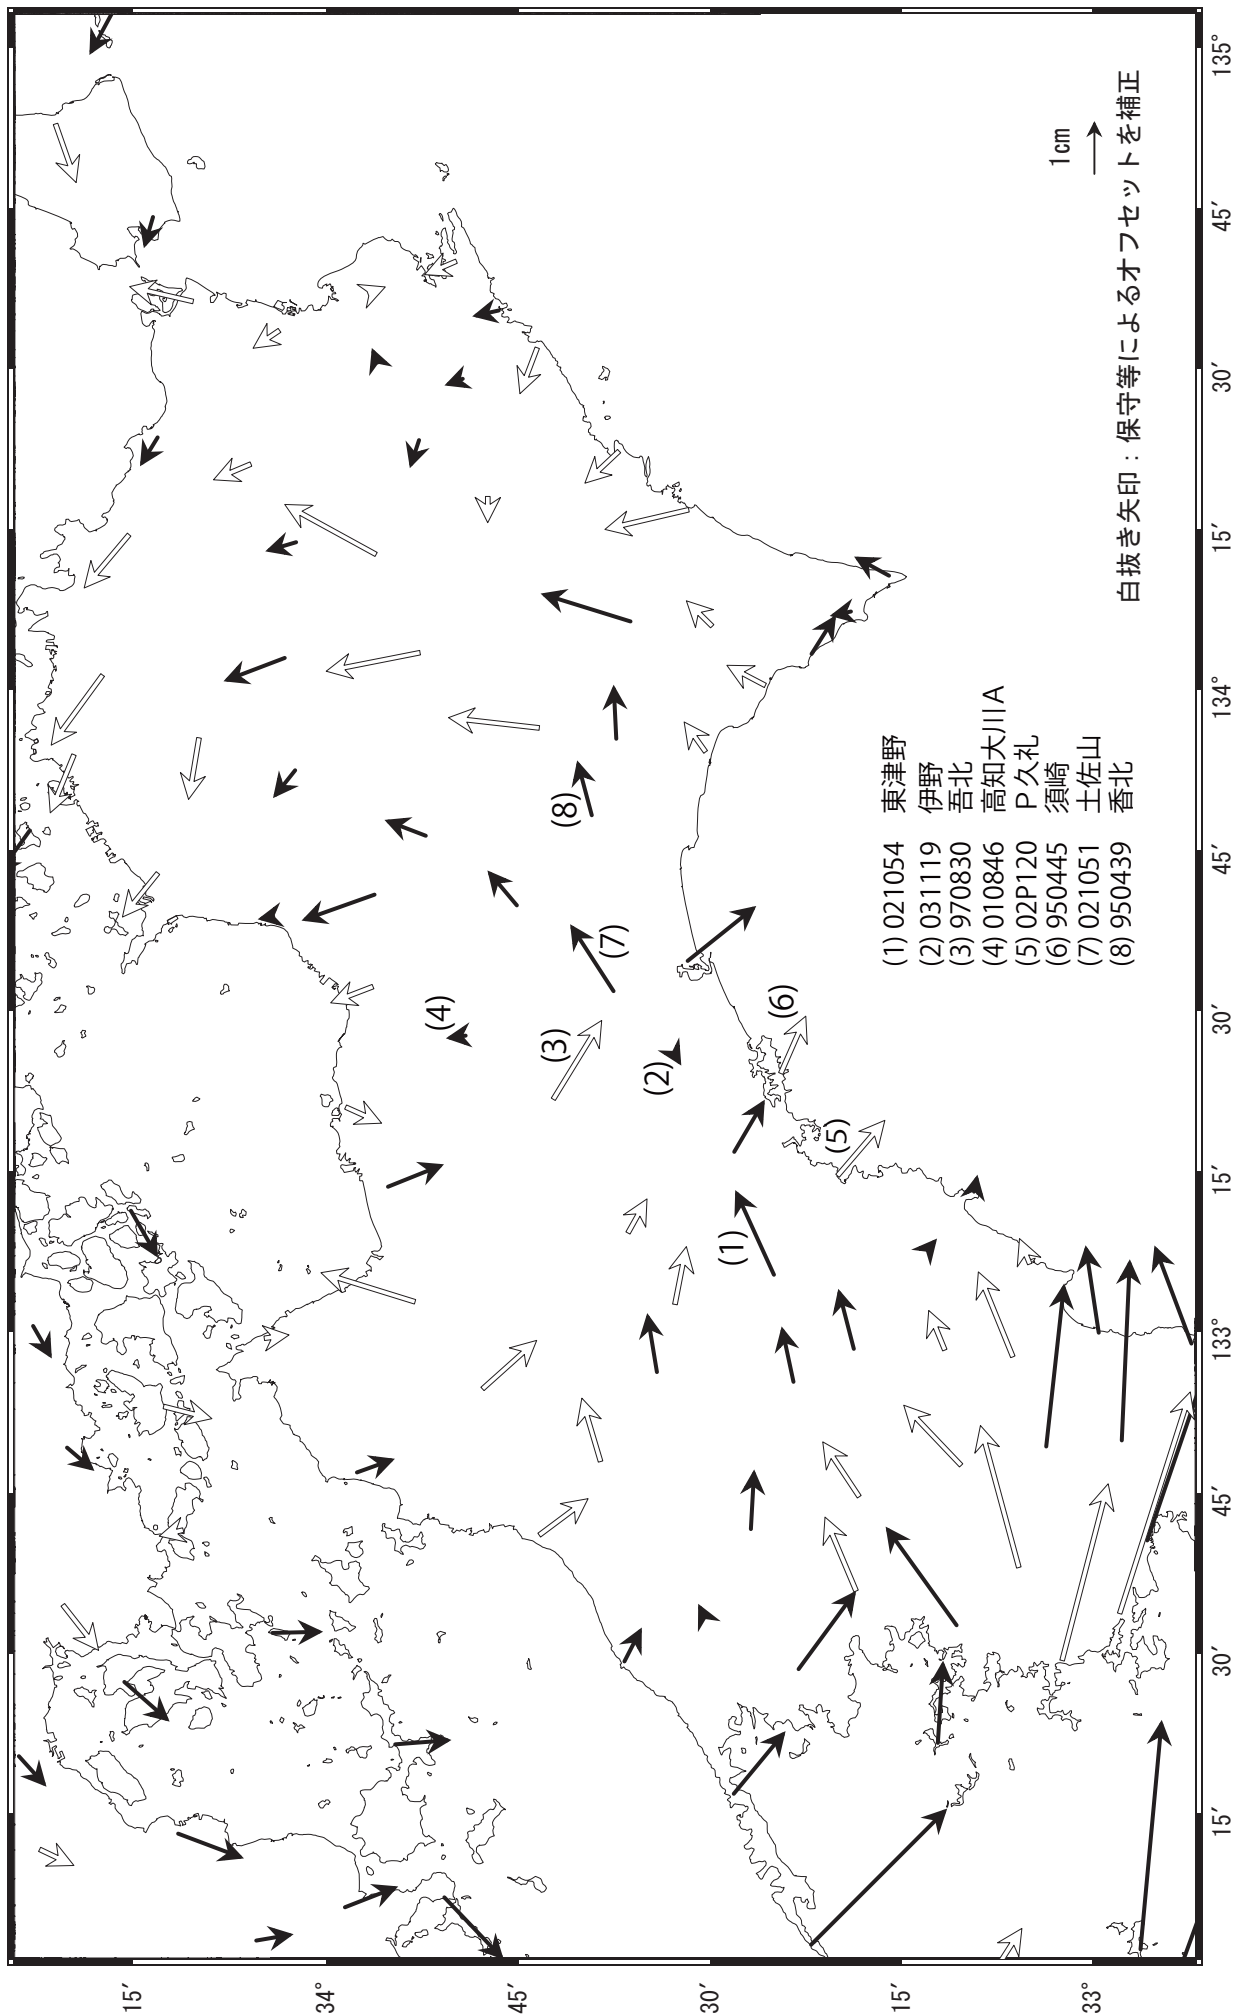 (1) 021054 東津野
(2) 031119 伊野
(3) 970830 吾北
(4) 010846 高知大川A
(5) 02P120 P久礼
(6) 950445 須崎
(7) 021051 土佐山
(8) 950439 香北
1cm
白抜き矢印：保守等によるオフセットを補正
(1)
(2)
(3)
(4)
(5)
(6)
(7)
(8)
15′
34°
45′
30′
15′
33°
15′
30′
45′
133°
15′
30′
45′
134°
15′
30′
45′
135°